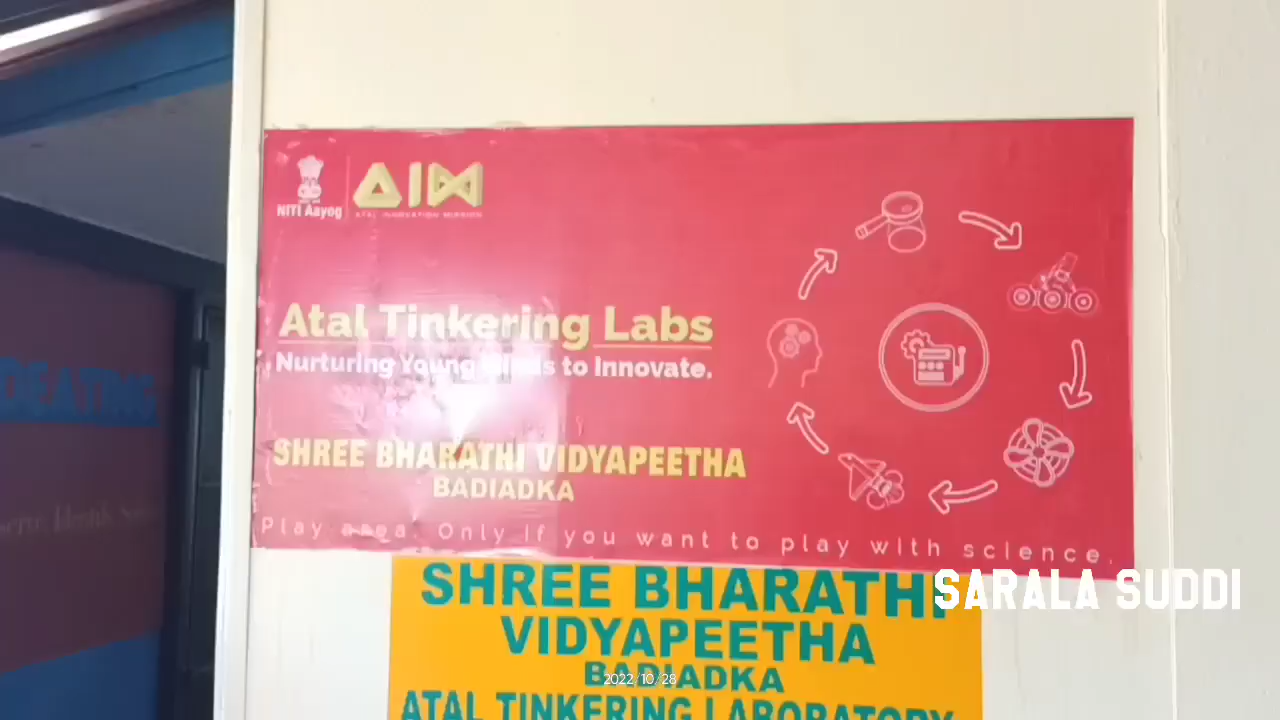 NITI Aayog
AIM
ATAL INNOVATION MISSION
Atal Tinkering Labs
Nurturing Young Minds to Innovate.
SHREE BHARATHI VIDYAPEETHA
BADIADKA
Play area. Only if you want to play with science.
SHREE BHARATHI
VIDYAPEETHA
BADIADKA
ATAL TINKERING LABORATORY
SARALA SUDDI
2022/10/28
DEATING